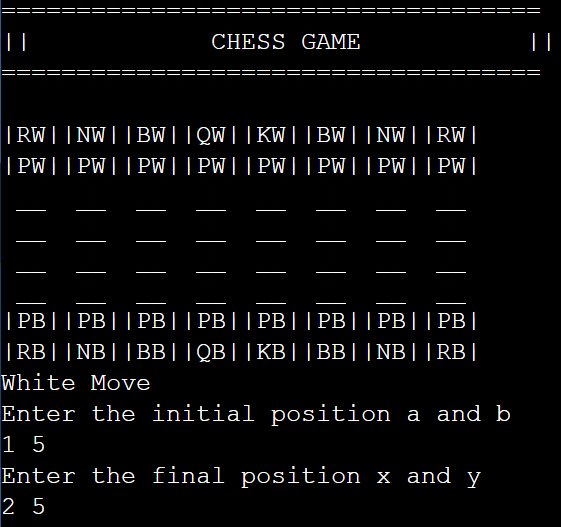 ====================================
||            CHESS GAME           ||
====================================
|RW||NW||BW||QW||KW||BW||NW||RW|
|PW||PW||PW||PW||PW||PW||PW||PW|
 __  __  __  __  __  __  __  __
 __  __  __  __  __  __  __  __
 __  __  __  __  __  __  __  __
 __  __  __  __  __  __  __  __
|PB||PB||PB||PB||PB||PB||PB||PB|
|RB||NB||BB||QB||KB||BB||NB||RB|
White Move
Enter the initial position a and b
1 5
Enter the final position x and y
2 5